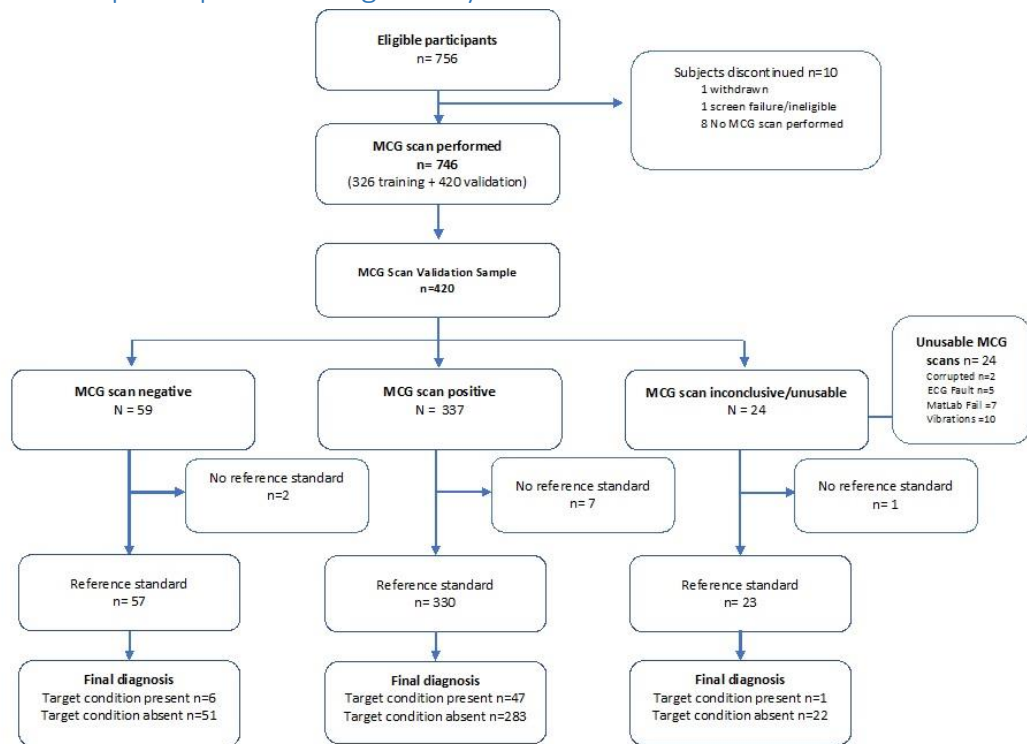 Eligible participants
n= 756
Subjects discontinued n=10
1 withdrawn
1 screen failure/ineligible
8 No MCG scan performed
MCG scan performed
n= 746
(326 training + 420 validation)
MCG Scan Validation Sample
n=420
Unusable MCG
scans n= 24
Corrupted n=2
ECG Fault n=5
MatLab Fail =7
Vibrations =10
MCG scan negative
N = 59
MCG scan positive
N = 337
MCG scan inconclusive/unusable
N = 24
No reference standard
n=2
No reference standard
n= 7
No reference standard
n= 1
Reference standard
n= 57
Reference standard
n= 330
Reference standard
n= 23
Final diagnosis
Target condition present n=6
Target condition absent n=51
Final diagnosis
Target condition present n=47
Target condition absent n=283
Final diagnosis
Target condition present n=1
Target condition absent n=22